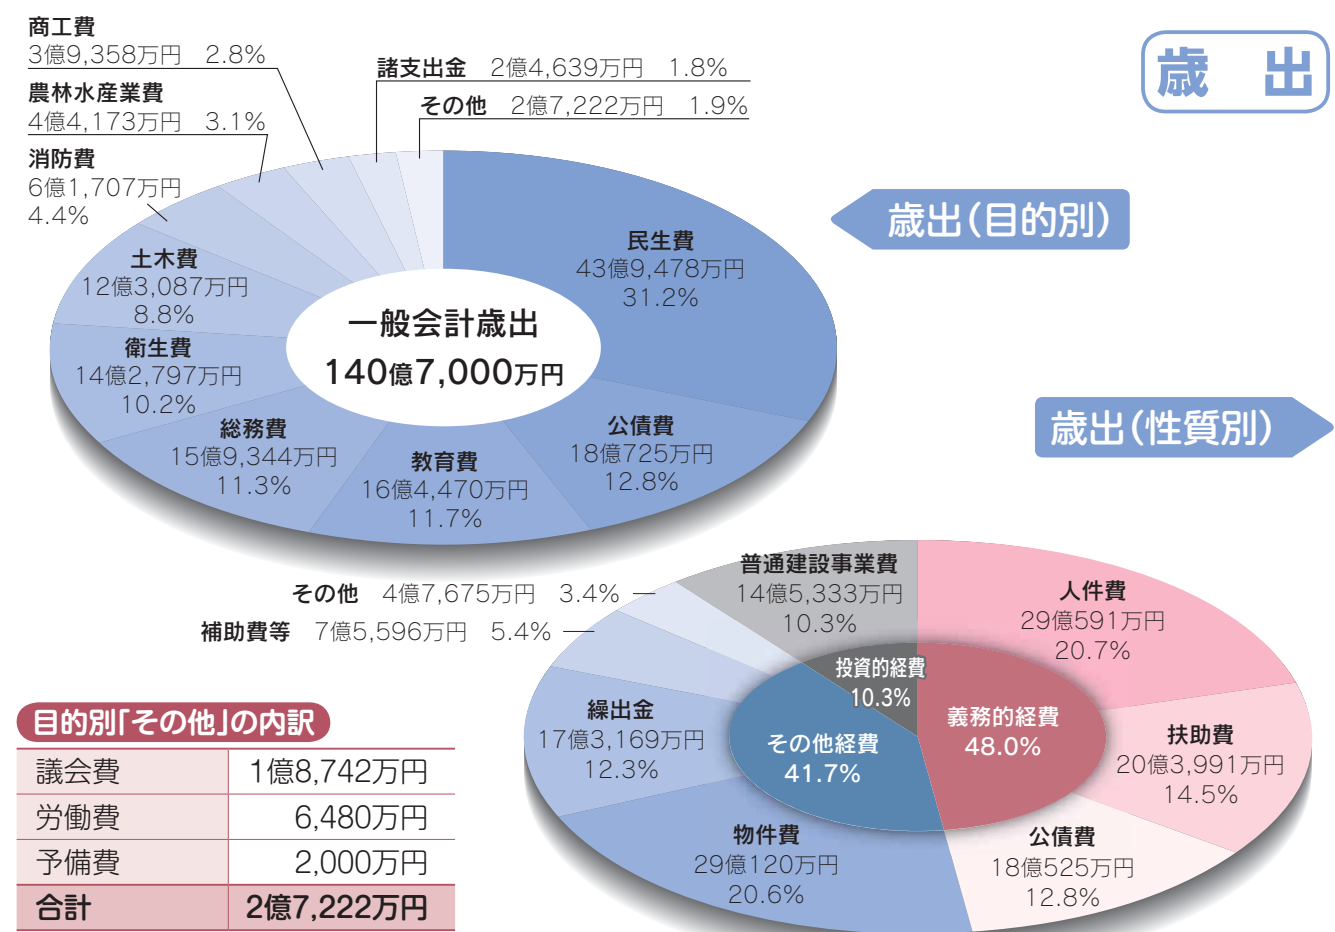 歳　出
歳出（目的別）
商工費
3億9,358万円　2.8%
農林水産業費
4億4,173万円　3.1%
消防費
6億1,707万円
4.4%
諸支出金　2億4,639万円　1.8%
その他　2億7,222万円　1.9%
民生費
43億9,478万円
31.2%
土木費
12億3,087万円
8.8%
一般会計歳出
140億7,000万円
衛生費
14億2,797万円
10.2%
総務費
15億9,344万円
11.3%
教育費
16億4,470万円
11.7%
公債費
18億725万円
12.8%
歳出（性質別）
その他　4億7,675万円　3.4%
補助費等　7億5,596万円　5.4%
普通建設事業費
14億5,333万円
10.3%
人件費
29億591万円
20.7%
投資的経費
10.3%
義務的経費
48.0%
その他経費
41.7%
繰出金
17億3,169万円
12.3%
扶助費
20億3,991万円
14.5%
物件費
29億120万円
20.6%
公債費
18億525万円
12.8%
目的別「その他」の内訳
議会費　1億8,742万円
労働費　6,480万円
予備費　2,000万円
合計　2億7,222万円